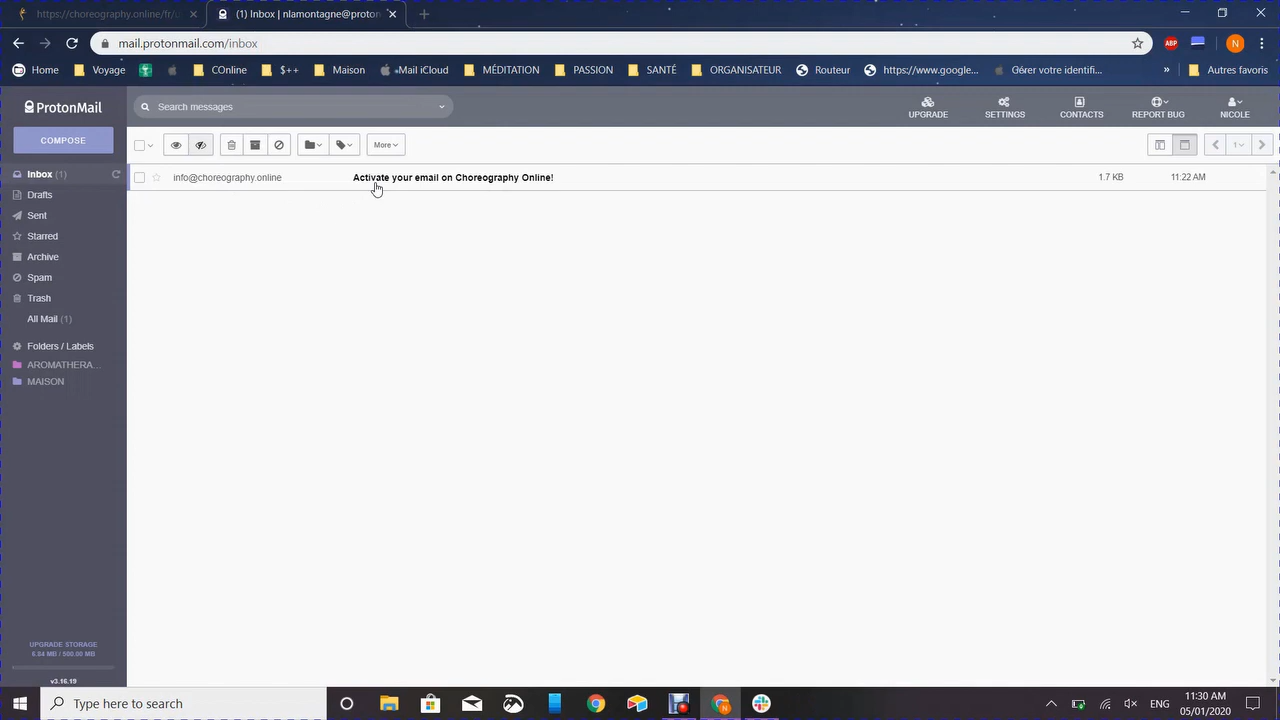 https://choreography.online/fr/u
(1) Inbox | nlamontagne@proton
mail.protonmail.com/inbox
ABP
N
Home
Voyage
COnline
$++
Maison
Mail iCloud
MÉDITATION
PASSION
SANTÉ
ORGANISATEUR
Routeur
https://www.google...
Gérer votre identifi...
»
Autres favoris
ProtonMail
Search messages
UPGRADE
SETTINGS
CONTACTS
REPORT BUG
NICOLE
COMPOSE
More
1
Inbox (1)
info@choreography.online
Activate your email on Choreography Online!
1.7 KB
11:22 AM
Drafts
Sent
Starred
Archive
Spam
Trash
All Mail (1)
Folders / Labels
AROMATHERA...
MAISON
UPGRADE STORAGE
6.84 MB / 500.00 MB
v3.16.19
Type here to search
N
ENG
11:30 AM
05/01/2020